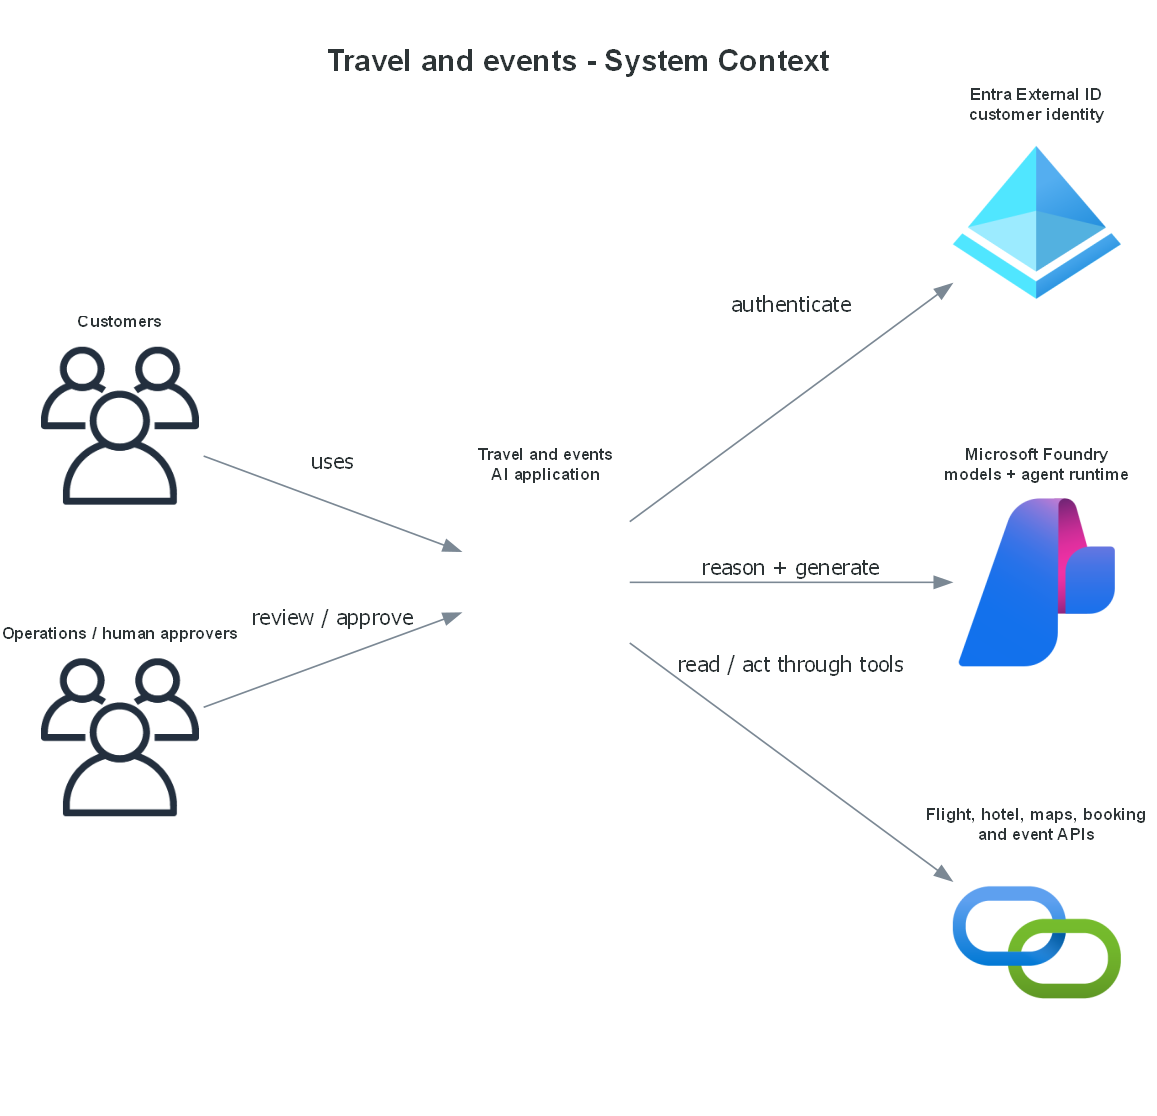 Travel and events - System Context
Entra External ID
customer identity
authenticate
Customers
uses
Travel and events
AI application
Microsoft Foundry
models + agent runtime
reason + generate
review / approve
Operations / human approvers
read / act through tools
Flight, hotel, maps, booking
and event APIs